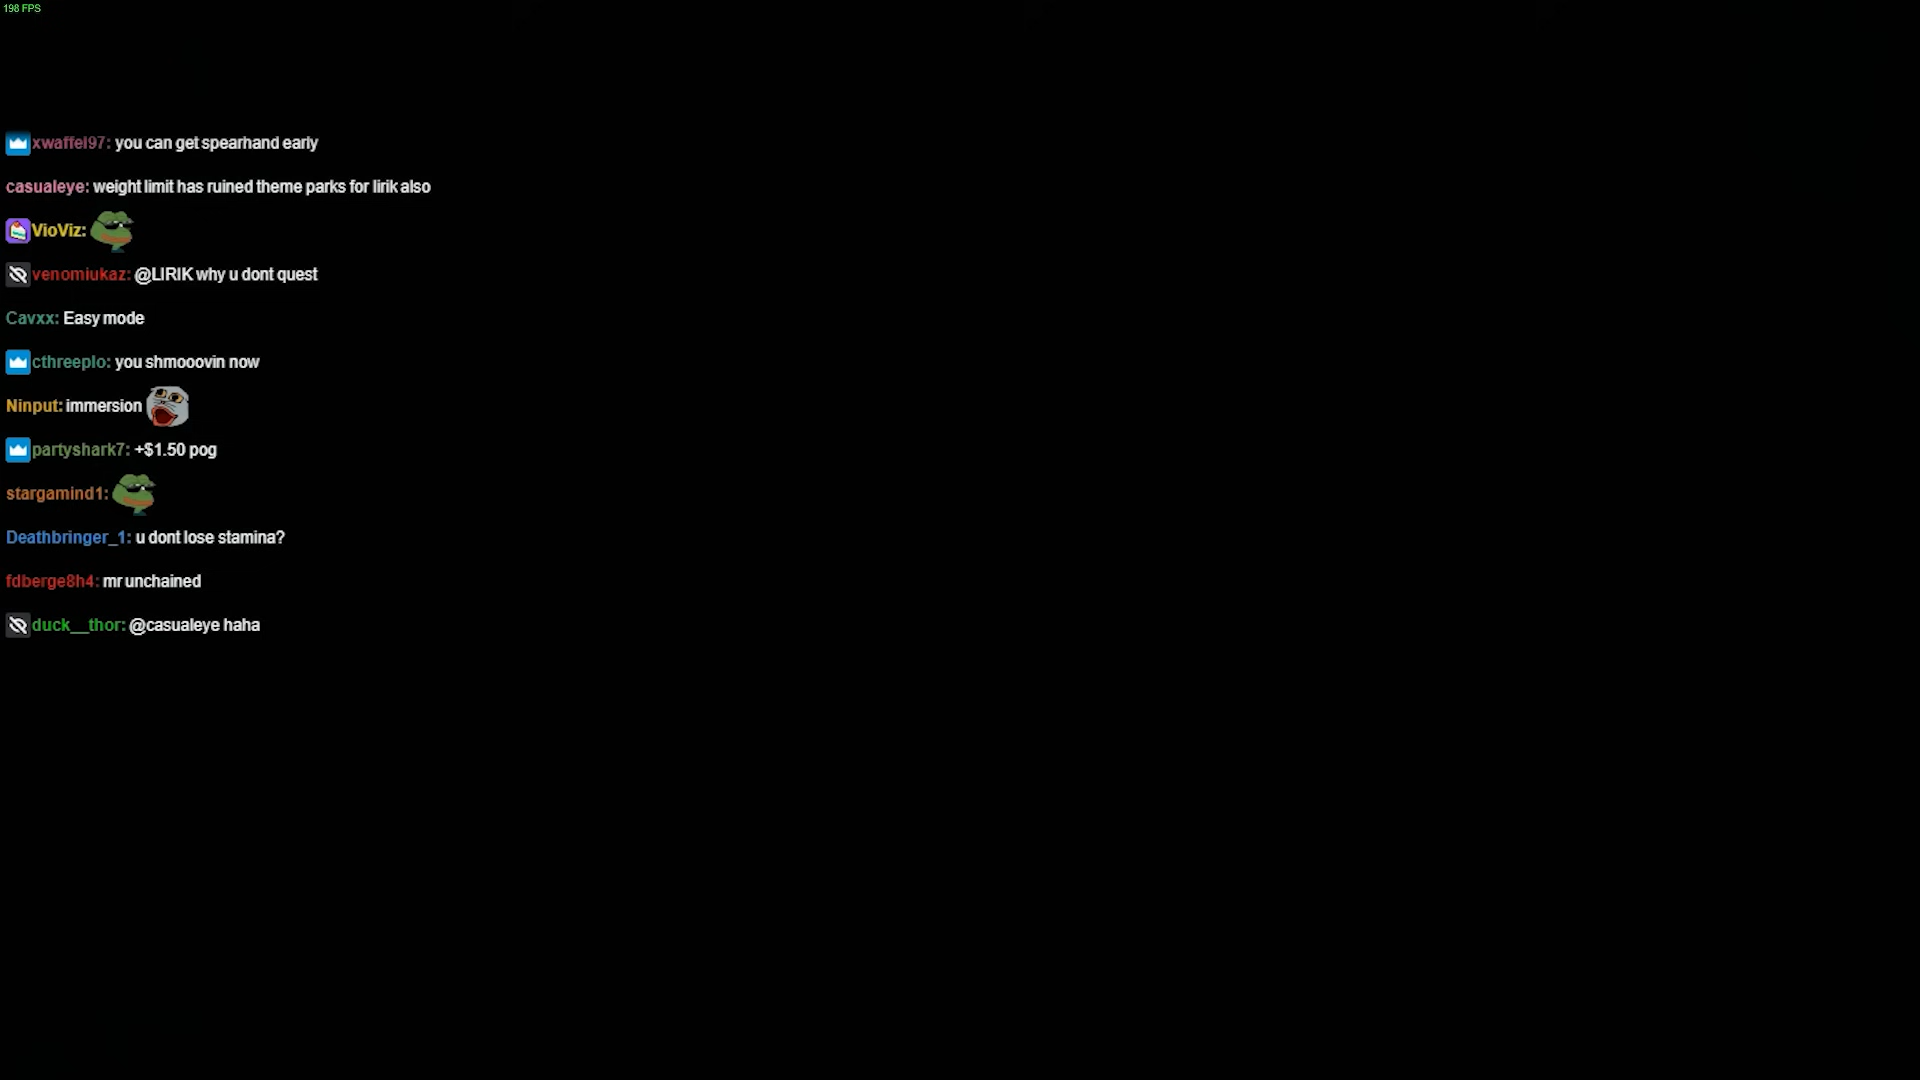 198 FPS
xwaffel97: you can get spearhand early
casualeye: weight limit has ruined theme parks for lirik also
VioViz:
venomiukaz: @LIRIK why u dont quest
Cavxx: Easy mode
cthreeplo: you shmooovin now
Ninput: immersion
partyshark7: +$1.50 pog
stargamind1:
Deathbringer_1: u dont lose stamina?
fdberge8h4: mr unchained
duck__thor: @casualeye haha